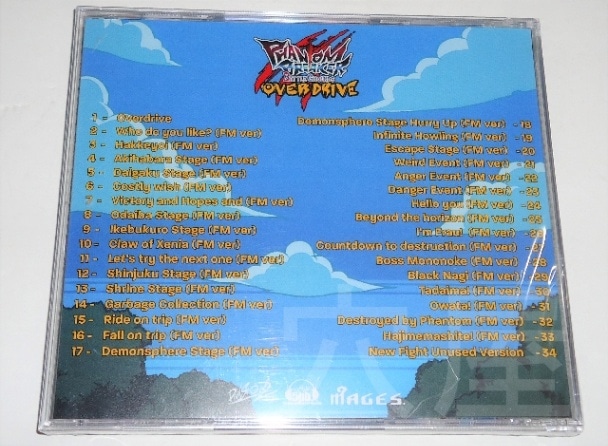 PHANTOM BREAKER
BATTLE GROUNDS
OVERDRIVE
1 - Overdrive
2 - Who do you like? (FM ver)
3 - Hakkeyoi (FM ver)
4 - Akihabara Stage (FM ver)
5 - Daigaku Stage (FM ver)
6 - Costly wish (FM ver)
7 - Victory and Hopes end (FM ver)
8 - Odaiba Stage (FM ver)
9 - Ikebukuro Stage (FM ver)
10 - Claw of Xenia (FM ver)
11 - Let's try the next one (FM ver)
12 - Shinjuku Stage (FM ver)
13 - Shrine Stage (FM ver)
14 - Garbage Collection (FM ver)
15 - Ride on trip (FM ver)
16 - Fall on trip (FM ver)
17 - Demonsphere Stage (FM ver)
Demonsphere Stage Hurry Up (FM ver) - 18
Infinite Howling (FM ver) - 19
Escape Stage (FM ver) - 20
Weird Event (FM ver) - 21
Anger Event (FM ver) - 22
Danger Event (FM ver) - 23
Hello you (FM ver) - 24
Beyond the horizon (FM ver) - 25
(FM ver) - 26
Countdown to destruction (FM ver) - 27
Boss Mononoke (FM ver) - 28
Black Nagi (FM ver) - 29
Tadaima! (FM ver) - 30
Owata! (FM ver) - 31
Destroyed by Phantom (FM ver) - 32
Hajimemashite! (FM ver) - 33
New Fight Unused version - 34
MAGES.